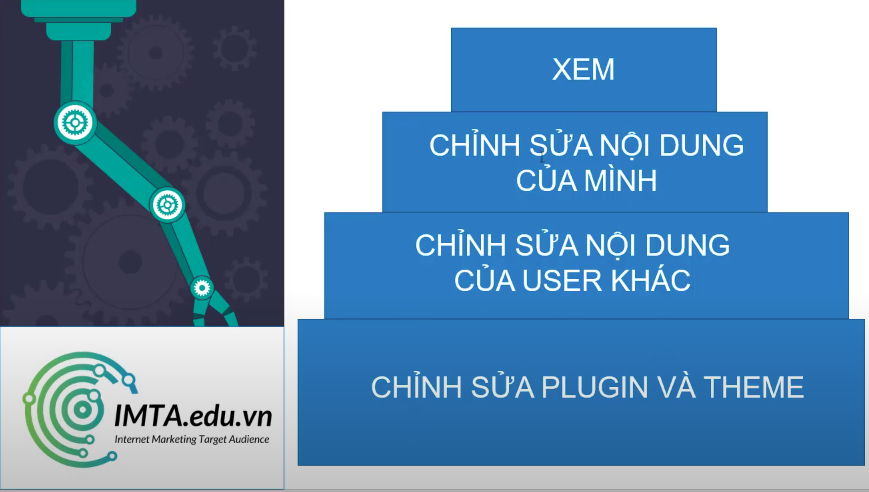 XEM
CHỈNH SỬA NỘI DUNG
CỦA MÌNH
CHỈNH SỬA NỘI DUNG
CỦA USER KHÁC
CHỈNH SỬA PLUGIN VÀ THEME
IMTA.edu.vn
Internet Marketing Target Audience